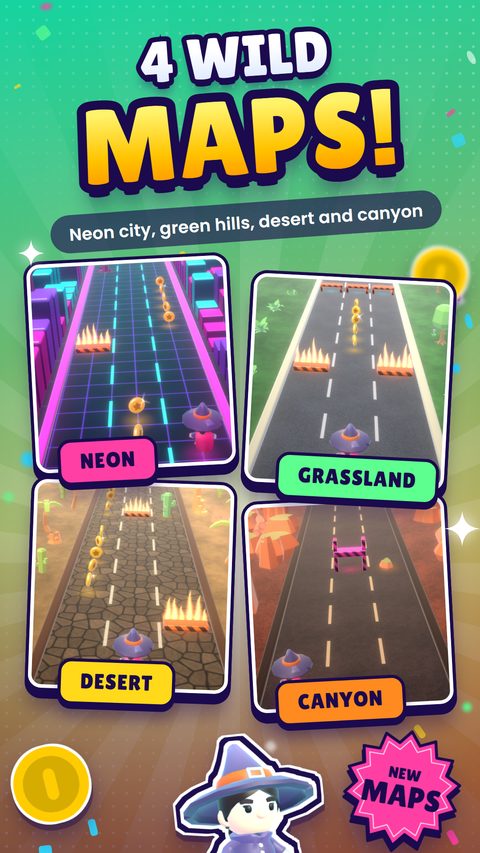 4 WILD
MAPS!
Neon city, green hills, desert and canyon
NEON
GRASSLAND
DESERT
CANYON
NEW
MAPS